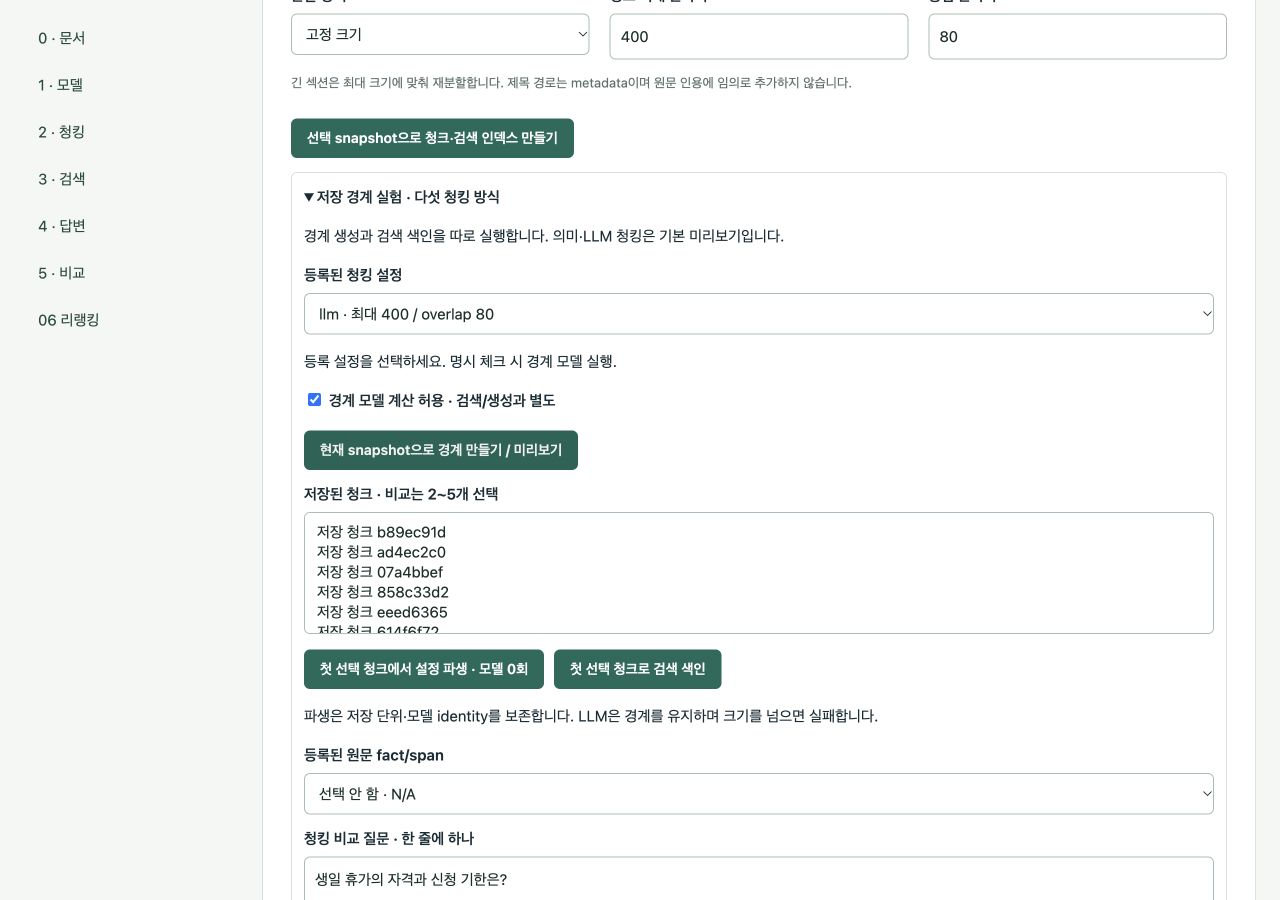 0 · 문서
1 · 모델
2 · 청킹
3 · 검색
4 · 답변
5 · 비교
06 리랭킹
고정 크기
400
80
긴 섹션은 최대 크기에 맞춰 재분할합니다. 제목 경로는 metadata이며 원문 인용에 임의로 추가하지 않습니다.
선택 snapshot으로 청크·검색 인덱스 만들기
▼저장 경계 실험 · 다섯 청킹 방식
경계 생성과 검색 색인을 따로 실행합니다. 의미·LLM 청킹은 기본 미리보기입니다.
등록된 청킹 설정
llm · 최대 400 / overlap 80
등록 설정을 선택하세요. 명시 체크 시 경계 모델 실행.
경계 모델 계산 허용 · 검색/생성과 별도
현재 snapshot으로 경계 만들기 / 미리보기
저장된 청크 · 비교는 2~5개 선택
저장 청크 b89ec91d
저장 청크 ad4ec2c0
저장 청크 07a4bbef
저장 청크 858c33d2
저장 청크 eeed6365
저장 청크 614f6f72
첫 선택 청크에서 설정 파생 · 모델 0회
첫 선택 청크로 검색 색인
파생은 저장 단위·모델 identity를 보존합니다. LLM은 경계를 유지하며 크기를 넘으면 실패합니다.
등록된 원문 fact/span
선택 안 함 · N/A
청킹 비교 질문 · 한 줄에 하나
생일 휴가의 자격과 신청 기한은?